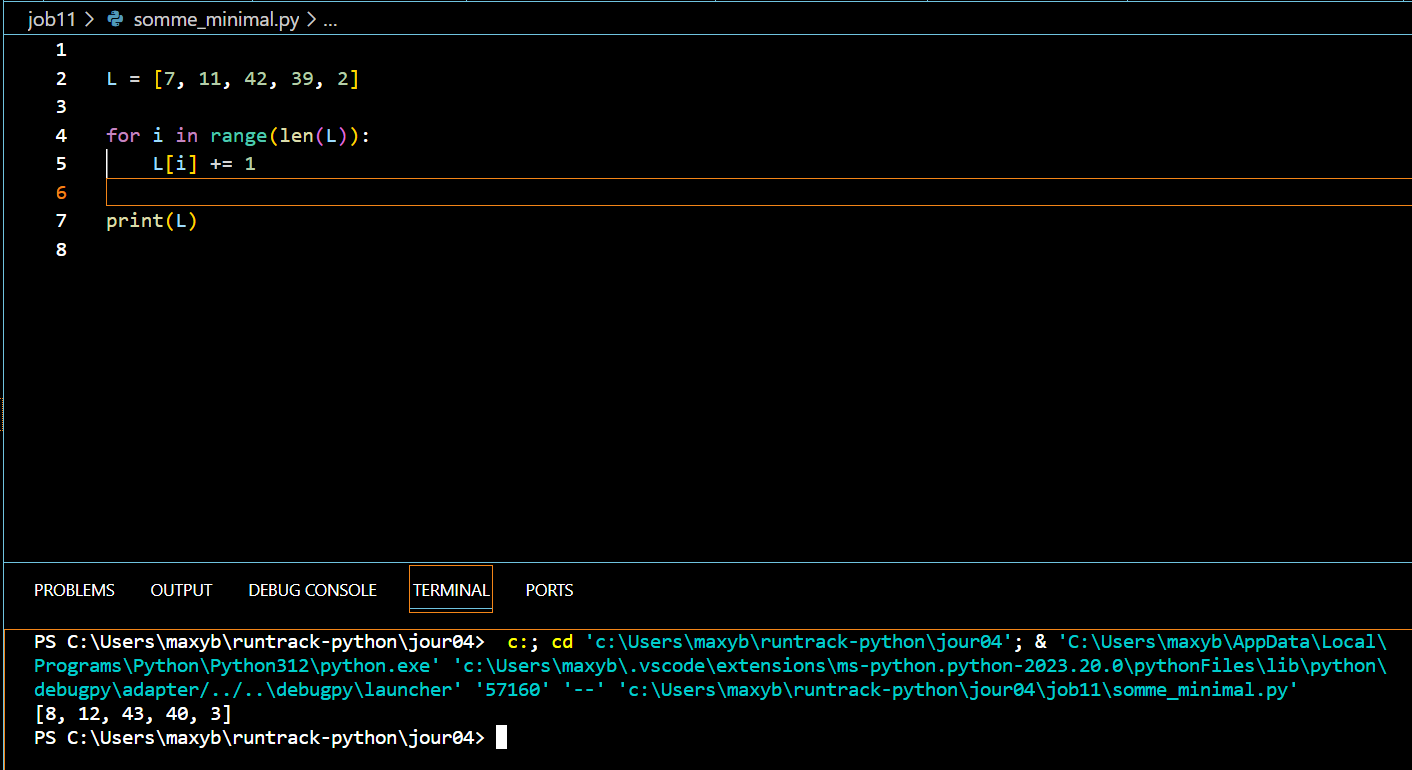 job11 > somme_minimal.py > ...
1
2 L = [7, 11, 42, 39, 2]
3
4 for i in range(len(L)):
5     L[i] += 1
6
7 print(L)
8
PROBLEMS OUTPUT DEBUG CONSOLE TERMINAL PORTS
PS C:\Users\maxyb\runtrack-python\jour04>  c:; cd 'c:\Users\maxyb\runtrack-python\jour04'; & 'C:\Users\maxyb\AppData\Local\
Programs\Python\Python312\python.exe' 'c:\Users\maxyb\.vscode\extensions\ms-python.python-2023.20.0\pythonFiles\lib\python\
debugpy\adapter/../..\debugpy\launcher' '57160' '--' 'c:\Users\maxyb\runtrack-python\jour04\job11\somme_minimal.py'
[8, 12, 43, 40, 3]
PS C:\Users\maxyb\runtrack-python\jour04>